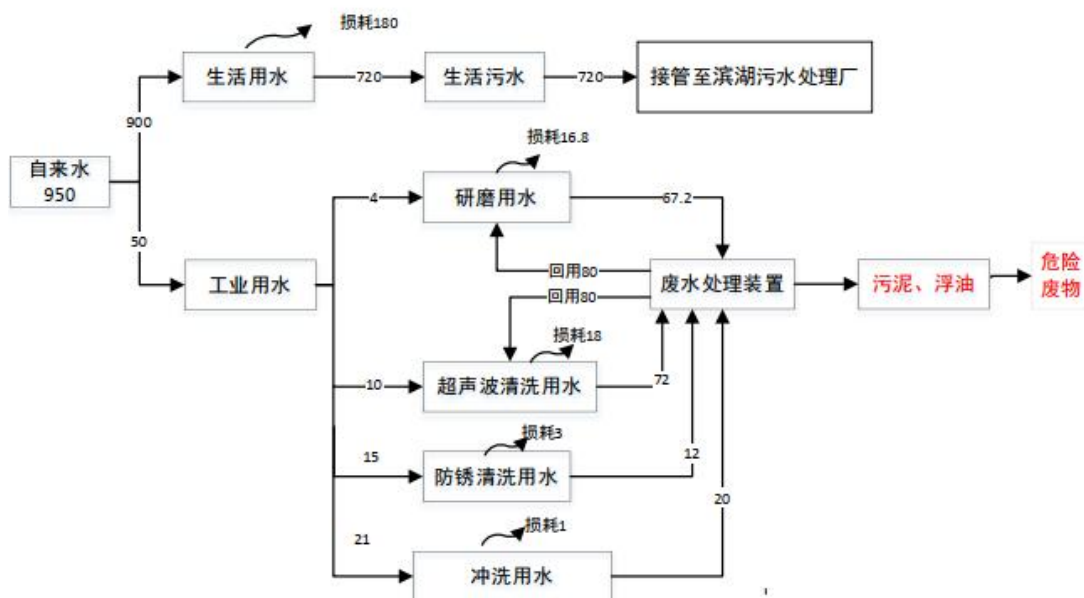 损耗180
生活用水
720
生活污水
720
接管至滨湖污水处理厂
900
自来水
950
50
损耗16.8
4
研磨用水
67.2
工业用水
回用80
回用80
废水处理装置
污泥、浮油
危险
废物
损耗18
10
超声波清洗用水
72
损耗3
15
防锈清洗用水
12
20
损耗1
21
冲洗用水